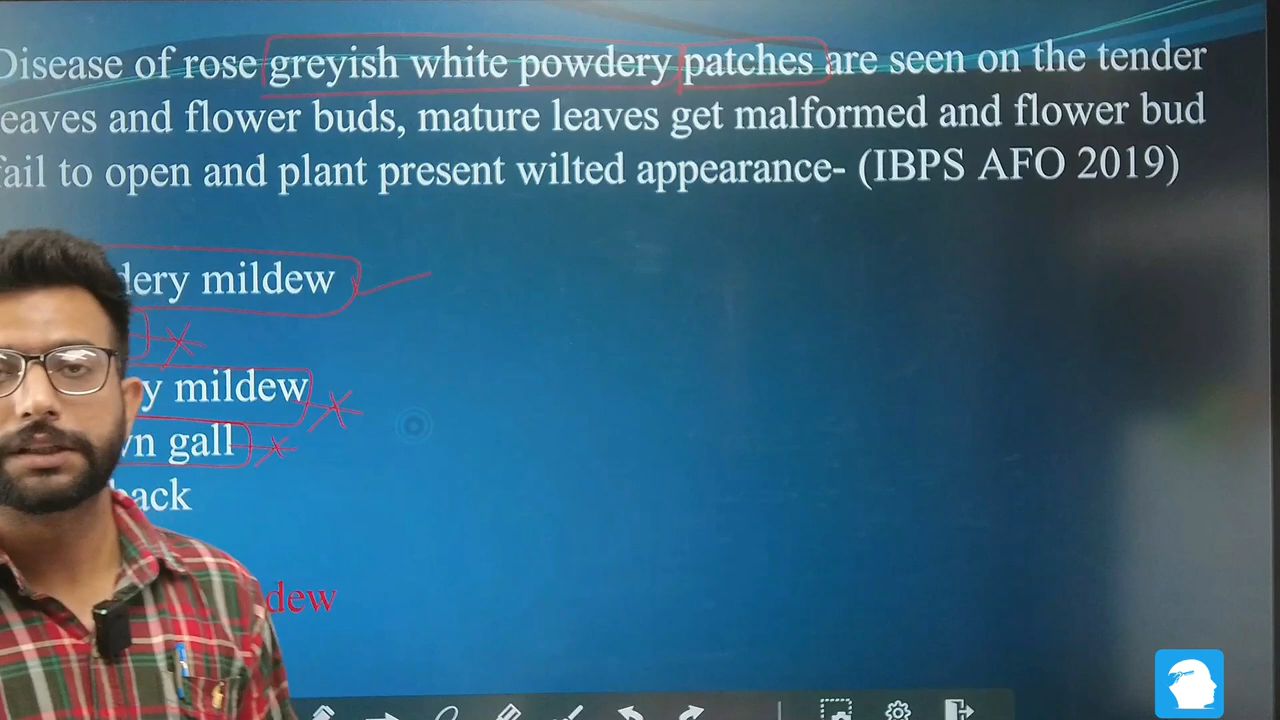 Disease of rose greyish white powdery patches are seen on the tender
eaves and flower buds, mature leaves get malformed and flower bud
fail to open and plant present wilted appearance- (IBPS AFO 2019)
dery mildew
y mildew
wn gall
back
dew